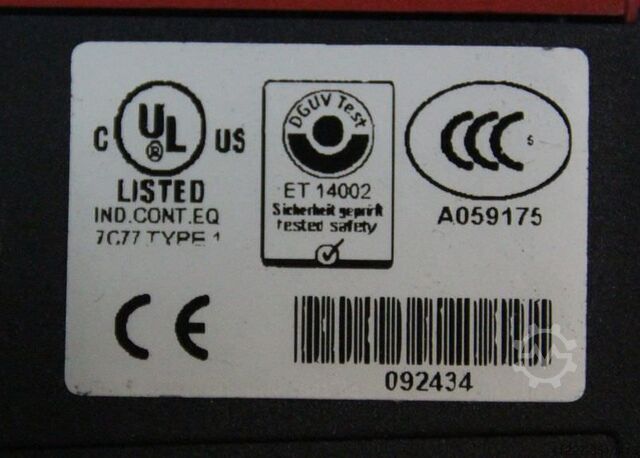 C UL US
®
LISTED
IND.CONT.EQ
7C77 TYPE 1
DGUV Test
ET 14002
Sicherheit geprüft
tested safety
CCC S
A059175
CE
092434